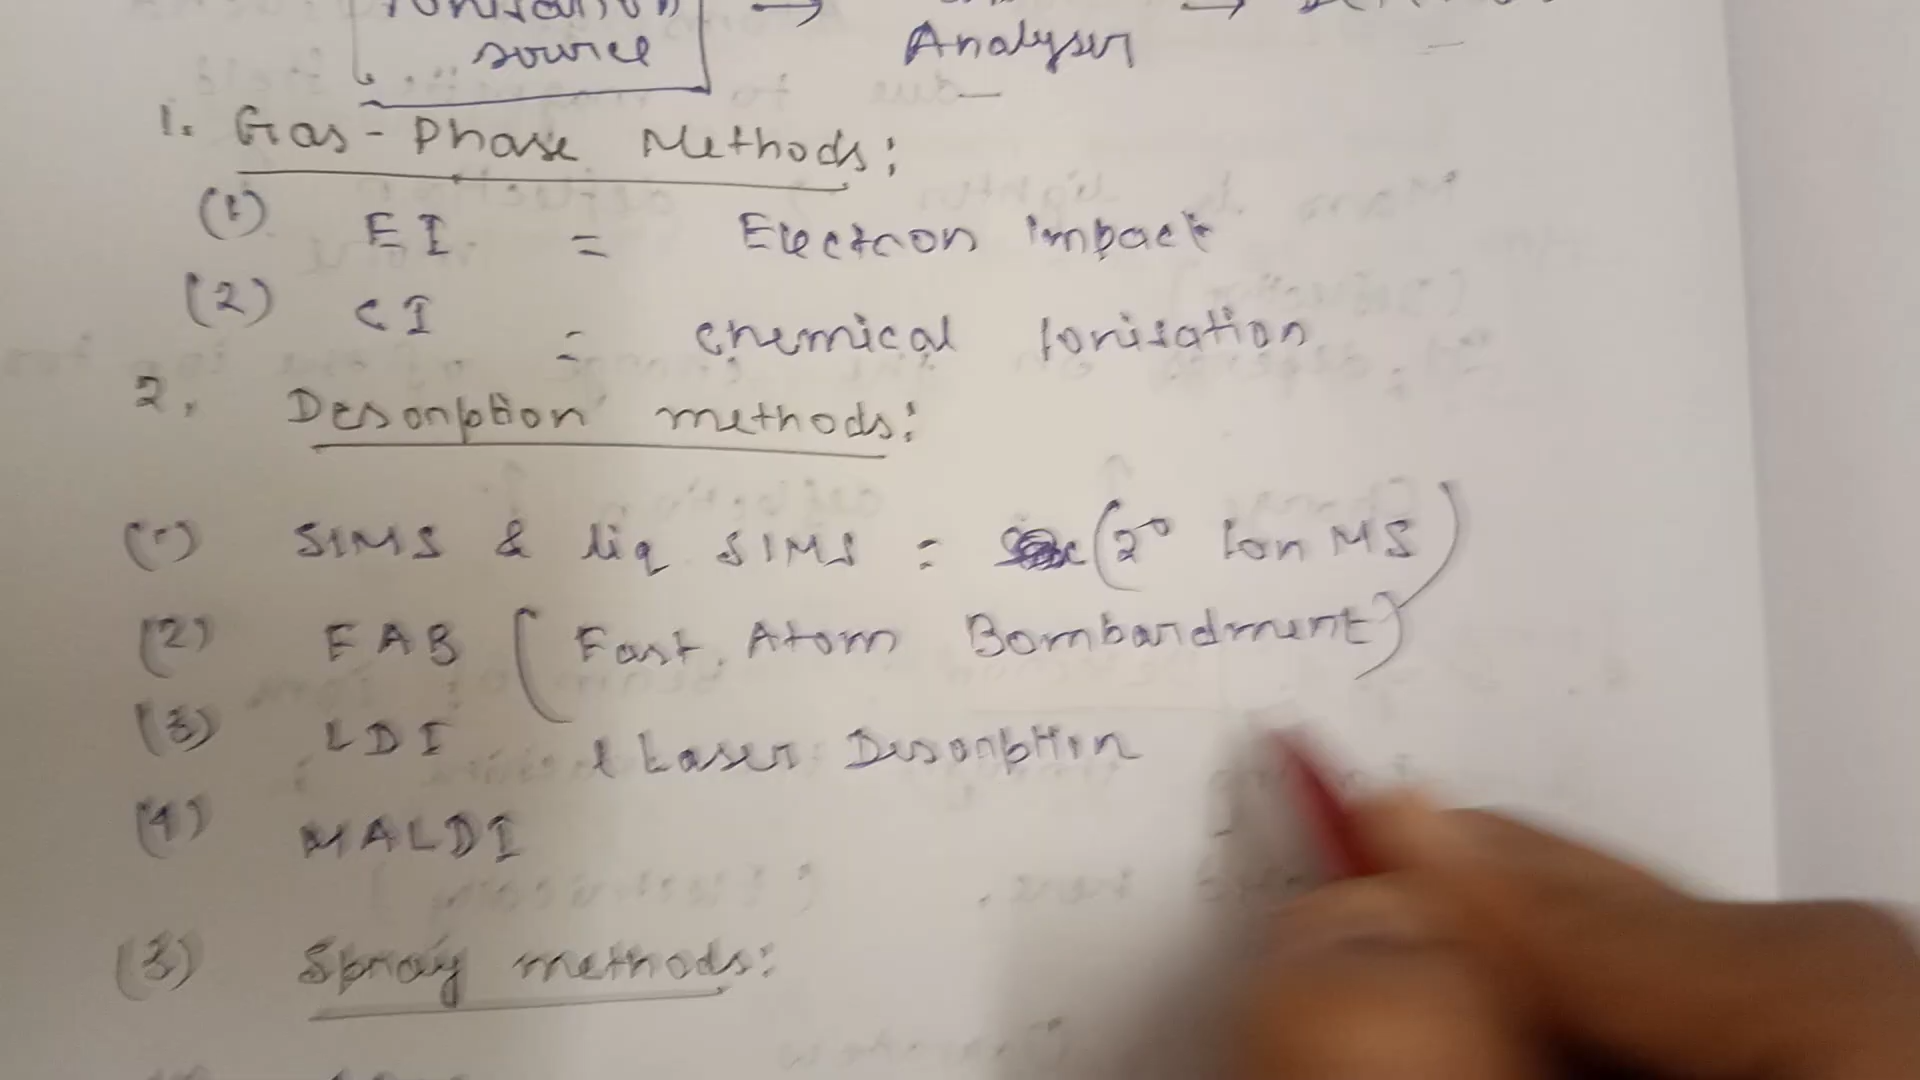 Ionisation →
source Analyser
1. Gas-Phase Methods:
(1) EI = Electron impact
(2) CI = Chemical Ionisation
2. Desorption methods:
(1) SIMS & liq SIMS = (2° Ion MS)
(2) FAB (Fast Atom Bombardment)
(3) LDI Laser Desorption
(4) MALDI
(3) Spray methods: